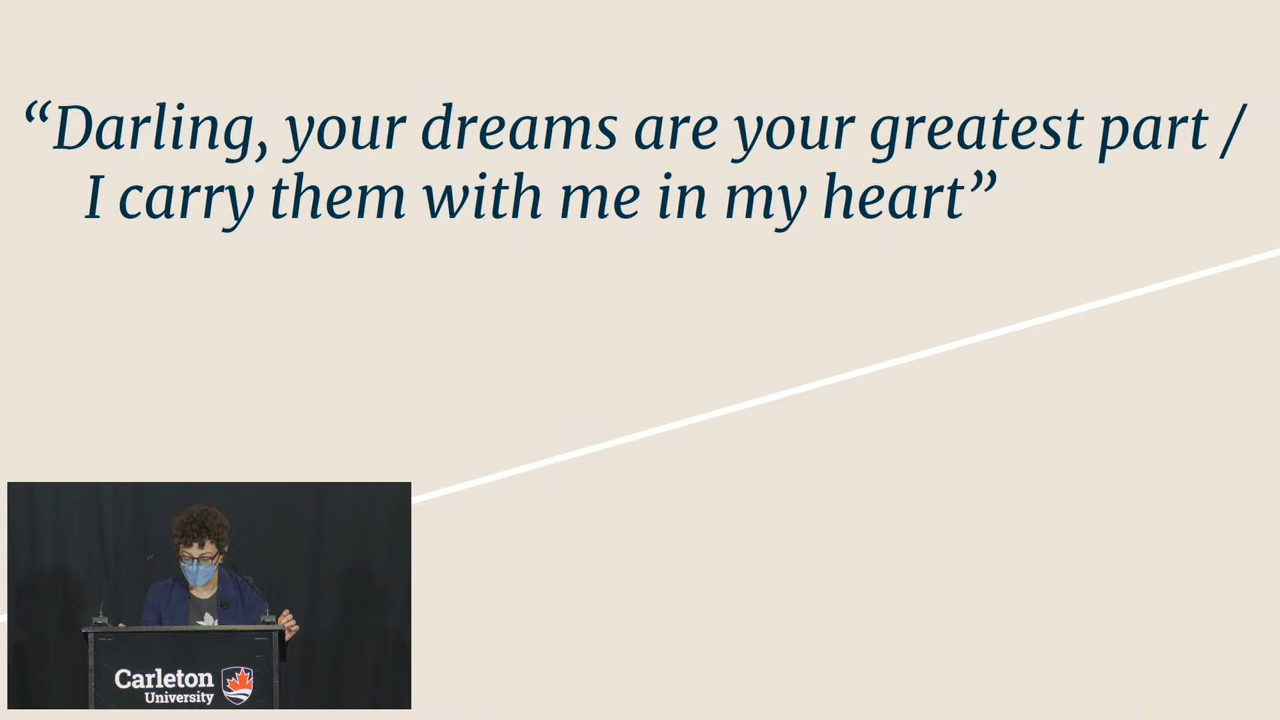 “Darling, your dreams are your greatest part /
I carry them with me in my heart”
Carleton
University